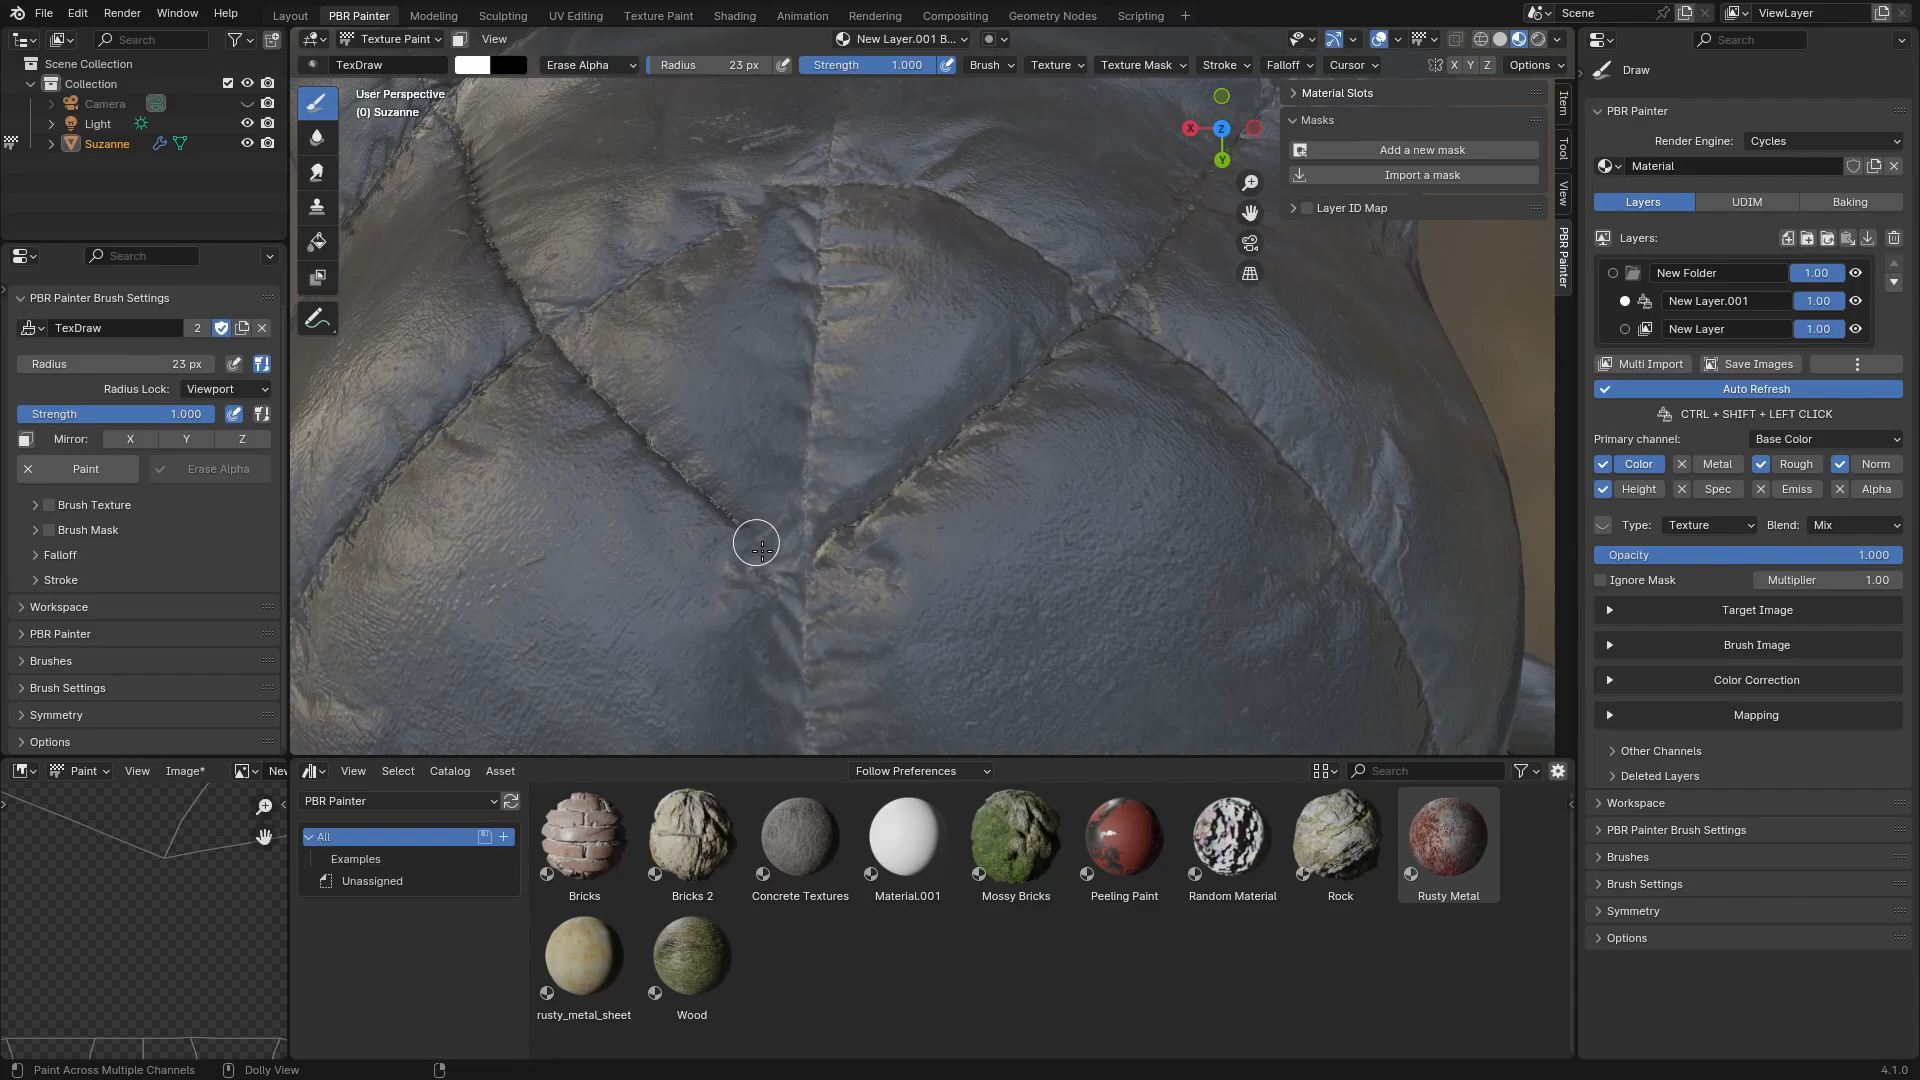 File Edit Render Window Help
Layout PBR Painter Modeling Sculpting UV Editing Texture Paint Shading Animation Rendering Compositing Geometry Nodes Scripting +
Scene ViewLayer
Search
Scene Collection
Collection
Camera
Light
Suzanne
Search
PBR Painter Brush Settings
TexDraw 2
Radius 23 px
Radius Lock: Viewport
Strength 1.000
Mirror: X Y Z
Paint Erase Alpha
Brush Texture
Brush Mask
Falloff
Stroke
Workspace
PBR Painter
Brushes
Brush Settings
Symmetry
Options
Paint View Image* New
Texture Paint View New Layer.001 B...
TexDraw Erase Alpha Radius 23 px Strength 1.000 Brush Texture Texture Mask Stroke Falloff Cursor X Y Z Options
User Perspective
(0) Suzanne
X Z
Y
Material Slots
Masks
Add a new mask
Import a mask
Layer ID Map
Item
Tool
View
PBR Painter
View Select Catalog Asset Follow Preferences Search
PBR Painter
All
Examples
Unassigned
Bricks Bricks 2 Concrete Textures Material.001 Mossy Bricks Peeling Paint Random Material Rock Rusty Metal
rusty_metal_sheet Wood
Search
Draw
PBR Painter
Render Engine: Cycles
Material
Layers UDIM Baking
Layers:
New Folder 1.00
New Layer.001 1.00
New Layer 1.00
Multi Import Save Images
Auto Refresh
CTRL + SHIFT + LEFT CLICK
Primary channel: Base Color
Color Metal Rough Norm
Height Spec Emiss Alpha
Type: Texture Blend: Mix
Opacity 1.000
Ignore Mask Multiplier 1.00
Target Image
Brush Image
Color Correction
Mapping
Other Channels
Deleted Layers
Workspace
PBR Painter Brush Settings
Brushes
Brush Settings
Symmetry
Options
Paint Across Multiple Channels Dolly View 4.1.0